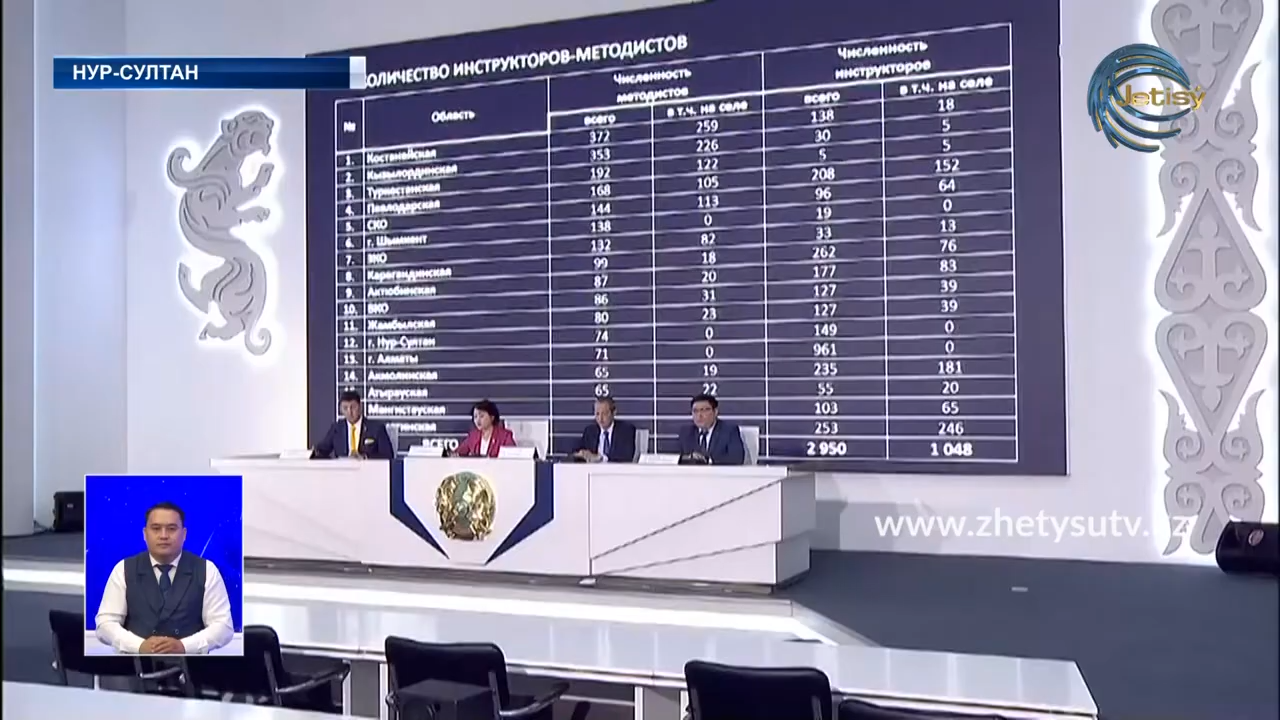 НУР-СУЛТАН
Jetisý
ОЛИЧЕСТВО ИНСТРУКТОРОВ-МЕТОДИСТОВ
№ Область Численность методистов Численность инструкторов
всего в т.ч. на селе всего в т.ч. на селе
1. Костанайская 372 259 138 18
2. Кызылординская 353 226 30 5
3. Туркестанская 192 122 5 5
4. Павлодарская 168 105 208 152
5. СКО 144 113 96 64
6. г. Шымкент 138 0 19 0
7. ЗКО 132 82 33 13
8. Карагандинская 99 18 262 76
9. Актюбинская 87 20 177 83
10. ВКО 86 31 127 39
11. Жамбылская 80 23 127 39
12. г. Нур-Султан 74 0 149 0
13. г. Алматы 71 0 961 0
14. Акмолинская 65 19 235 181
Атырауская 65 22 55 20
Мангистауская 103 65
253 246
ВСЕГО 2 950 1 048
www.zhetysutv.kz